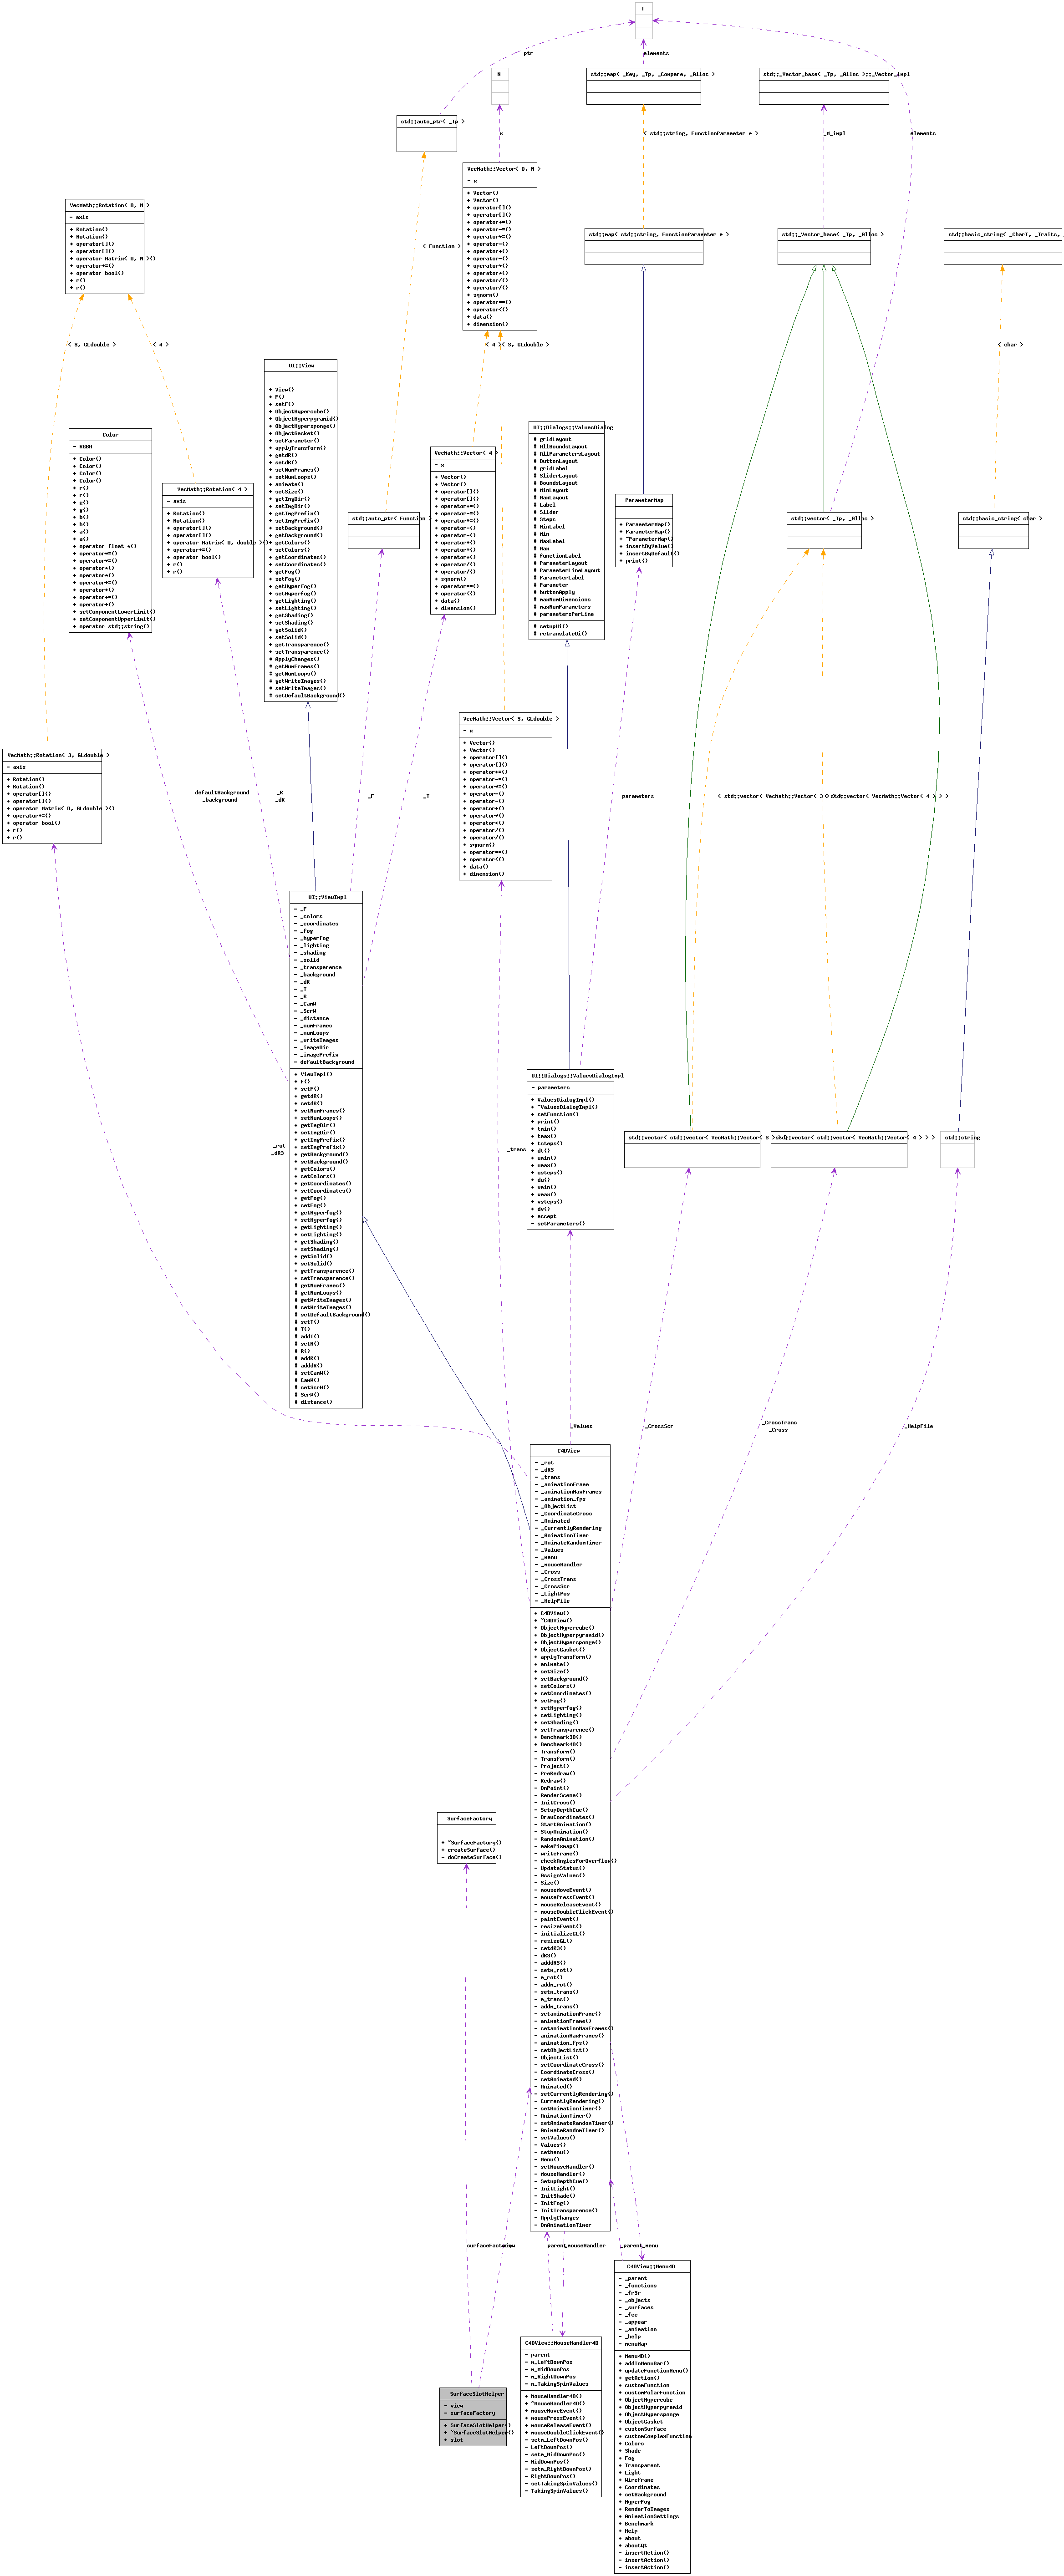 T
ptr
elements
N
std::map< _Key, _Tp, _Compare, _Alloc >
std::_Vector_base< _Tp, _Alloc >::_Vector_impl
std::auto_ptr< _Tp >
x
< std::string, FunctionParameter * >
_M_impl
elements
VecMath::Vector< D, N >
- x
+ Vector()
+ Vector()
+ operator[]()
+ operator[]()
+ operator+=()
+ operator-=()
+ operator*=()
+ operator-()
+ operator+()
+ operator-()
+ operator*()
+ operator*()
+ operator/()
+ operator/()
+ sqnorm()
+ operator==()
+ operator<()
+ data()
+ dimension()
VecMath::Rotation< D, N >
- axis
+ Rotation()
+ Rotation()
+ operator[]()
+ operator[]()
+ operator Matrix< D, N >()
+ operator+=()
+ operator bool()
+ r()
+ r()
< Function >
std::map< std::string, FunctionParameter * >
std::_Vector_base< _Tp, _Alloc >
std::basic_string< _CharT, _Traits,
< 3, GLdouble >
< 4 >
< 4 >
< 3, GLdouble >
< char >
UI::View
+ View()
+ F()
+ setF()
+ ObjectHypercube()
+ ObjectHyperpyramid()
+ ObjectHypersponge()
+ ObjectGasket()
+ setParameter()
+ applyTransform()
+ getdR()
+ setdR()
+ setNumFrames()
+ setNumLoops()
+ animate()
+ setSize()
+ getImgDir()
+ setImgDir()
+ getImgPrefix()
+ setImgPrefix()
+ setBackground()
+ getBackground()
+ getColors()
+ setColors()
+ getCoordinates()
+ setCoordinates()
+ getFog()
+ setFog()
+ getHyperfog()
+ setHyperfog()
+ getLighting()
+ setLighting()
+ getShading()
+ setShading()
+ getSolid()
+ setSolid()
+ getTransparence()
+ setTransparence()
# ApplyChanges()
# getNumFrames()
# getNumLoops()
# getWriteImages()
# setWriteImages()
# setDefaultBackground()
Color
- RGBA
+ Color()
+ Color()
+ Color()
+ Color()
+ r()
+ r()
+ g()
+ g()
+ b()
+ b()
+ a()
+ a()
+ operator float *()
+ operator+=()
+ operator*=()
+ operator*()
+ operator+()
+ operator+=()
+ operator+()
+ operator+=()
+ operator+()
+ setComponentLowerLimit()
+ setComponentUpperLimit()
+ operator std::string()
VecMath::Rotation< 4 >
- axis
+ Rotation()
+ Rotation()
+ operator[]()
+ operator[]()
+ operator Matrix< D, double >()
+ operator+=()
+ operator bool()
+ r()
+ r()
std::auto_ptr< Function >
VecMath::Vector< 4 >
- x
+ Vector()
+ Vector()
+ operator[]()
+ operator[]()
+ operator+=()
+ operator-=()
+ operator*=()
+ operator-()
+ operator-()
+ operator+()
+ operator*()
+ operator*()
+ operator/()
+ operator/()
+ sqnorm()
+ operator==()
+ operator<()
+ data()
+ dimension()
UI::Dialogs::ValuesDialog
# gridLayout
# AllBoundsLayout
# AllParametersLayout
# ButtonLayout
# gridLabel
# SliderLayout
# BoundsLayout
# MinLayout
# MaxLayout
# Label
# Slider
# Steps
# MinLabel
# Min
# MaxLabel
# Max
# functionLabel
# ParameterLayout
# ParameterLineLayout
# ParameterLabel
# Parameter
# buttonApply
# maxNumDimensions
# maxNumParameters
# parametersPerLine
# setupUi()
# retranslateUi()
ParameterMap
+ ParameterMap()
+ ParameterMap()
+ ~ParameterMap()
+ insertByValue()
+ insertByDefault()
+ print()
std::vector< _Tp, _Alloc >
std::basic_string< char >
VecMath::Vector< 3, GLdouble >
- x
+ Vector()
+ Vector()
+ operator[]()
+ operator[]()
+ operator+=()
+ operator-=()
+ operator*=()
+ operator-()
+ operator-()
+ operator+()
+ operator*()
+ operator*()
+ operator/()
+ operator/()
+ sqnorm()
+ operator==()
+ operator<()
+ data()
+ dimension()
VecMath::Rotation< 3, GLdouble >
- axis
+ Rotation()
+ Rotation()
+ operator[]()
+ operator[]()
+ operator Matrix< D, GLdouble >()
+ operator+=()
+ operator bool()
+ r()
+ r()
defaultBackground
_background
_R
_dR
_F
_T
parameters
< std::vector< VecMath::Vector< 3
std::vector< VecMath::Vector< 4 > > >
UI::ViewImpl
- _F
- _colors
- _coordinates
- _fog
- _hyperfog
- _lighting
- _shading
- _solid
- _transparence
- _background
- _dR
- _T
- _R
- _CamW
- _ScrW
- _distance
- _numFrames
- _numLoops
- _writeImages
- _imageDir
- _imagePrefix
- defaultBackground
+ ViewImpl()
+ F()
+ setF()
+ getdR()
+ setdR()
+ setNumFrames()
+ setNumLoops()
+ getImgDir()
+ setImgDir()
+ getImgPrefix()
+ setImgPrefix()
+ getBackground()
+ setBackground()
+ getColors()
+ setColors()
+ getCoordinates()
+ setCoordinates()
+ getFog()
+ setFog()
+ getHyperfog()
+ setHyperfog()
+ getLighting()
+ setLighting()
+ getShading()
+ setShading()
+ getSolid()
+ setSolid()
+ getTransparence()
+ setTransparence()
# getNumFrames()
# getNumLoops()
# getWriteImages()
# setWriteImages()
# setDefaultBackground()
# setT()
# T()
# addT()
# setR()
# R()
# addR()
# adddR()
# setCamW()
# CamW()
# setScrW()
# ScrW()
# distance()
UI::Dialogs::ValuesDialogImpl
- parameters
+ ValuesDialogImpl()
+ ~ValuesDialogImpl()
+ setFunction()
+ print()
+ tmin()
+ tmax()
+ tsteps()
+ dt()
+ umin()
+ umax()
+ usteps()
+ du()
+ vmin()
+ vmax()
+ vsteps()
+ dv()
+ accept
- setParameters()
std::vector< std::vector< VecMath::Vector< 3 >
std::vector< std::vector< VecMath::Vector< 4 > > >
std::string
_rot
_dR3
_trans
_Values
_CrossScr
_CrossTrans
_Cross
_HelpFile
C4DView
- _rot
- _dR3
- _trans
- _animationFrame
- _animationMaxFrames
- _animation_fps
- _ObjectList
- _CoordinateCross
- _Animated
- _CurrentlyRendering
- _AnimationTimer
- _AnimateRandomTimer
- _Values
- _menu
- _mouseHandler
- _Cross
- _CrossTrans
- _CrossScr
- _LightPos
- _HelpFile
+ C4DView()
+ ~C4DView()
+ ObjectHypercube()
+ ObjectHyperpyramid()
+ ObjectHypersponge()
+ ObjectGasket()
+ applyTransform()
+ animate()
+ setSize()
+ setBackground()
+ setColors()
+ setCoordinates()
+ setFog()
+ setHyperfog()
+ setLighting()
+ setShading()
+ setTransparence()
+ Benchmark3D()
+ Benchmark4D()
- Transform()
- Transform()
- Project()
- PreRedraw()
- Redraw()
- OnPaint()
- RenderScene()
- InitCross()
- SetupDepthCue()
- DrawCoordinates()
- StartAnimation()
- StopAnimation()
- RandomAnimation()
- makePixmap()
- writeFrame()
- checkAnglesForOverflow()
- UpdateStatus()
- AssignValues()
- Size()
- mouseMoveEvent()
- mousePressEvent()
- mouseReleaseEvent()
- mouseDoubleClickEvent()
- paintEvent()
- resizeEvent()
- initializeGL()
- resizeGL()
- setdR3()
- dR3()
- adddR3()
- setm_rot()
- m_rot()
- addm_rot()
- setm_trans()
- m_trans()
- addm_trans()
- setanimationFrame()
- animationFrame()
- setanimationMaxFrames()
- animationMaxFrames()
- animation_fps()
- setObjectList()
- ObjectList()
- setCoordinateCross()
- CoordinateCross()
- setAnimated()
- Animated()
- setCurrentlyRendering()
- CurrentlyRendering()
- setAnimationTimer()
- AnimationTimer()
- setAnimateRandomTimer()
- AnimateRandomTimer()
- setValues()
- Values()
- setMenu()
- Menu()
- setMouseHandler()
- MouseHandler()
- SetupDepthCue()
- InitLight()
- InitShade()
- InitFog()
- InitTransparence()
- ApplyChanges
- OnAnimationTimer
SurfaceFactory
+ ~SurfaceFactory()
+ createSurface()
- doCreateSurface()
surfaceFactory
view
parent
_mouseHandler
_parent
_menu
C4DView::Menu4D
- _parent
- _functions
- _fr3r
- _objects
- _surfaces
- _fcc
- _appear
- _animation
- _help
- menuMap
+ Menu4D()
+ addToMenuBar()
+ updateFunctionMenu()
+ getAction()
+ customFunction
+ customPolarFunction
+ ObjectHypercube
+ ObjectHyperpyramid
+ ObjectHypersponge
+ ObjectGasket
+ customSurface
+ customComplexFunction
+ Colors
+ Shade
+ Fog
+ Transparent
+ Light
+ Wireframe
+ Coordinates
+ setBackground
+ HyperFog
+ RenderToImages
+ AnimationSettings
+ Benchmark
+ Help
+ about
+ aboutQt
- insertAction()
- insertAction()
- insertAction()
C4DView::MouseHandler4D
- parent
- m_LeftDownPos
- m_MidDownPos
- m_RightDownPos
- m_TakingSpinValues
+ MouseHandler4D()
+ ~MouseHandler4D()
+ mouseMoveEvent()
+ mousePressEvent()
+ mouseReleaseEvent()
+ mouseDoubleClickEvent()
- setm_LeftDownPos()
- LeftDownPos()
- setm_MidDownPos()
- MidDownPos()
- setm_RightDownPos()
- RightDownPos()
- setTakingSpinValues()
- TakingSpinValues()
SurfaceSlotHelper
- view
- surfaceFactory
+ SurfaceSlotHelper()
+ ~SurfaceSlotHelper()
+ slot